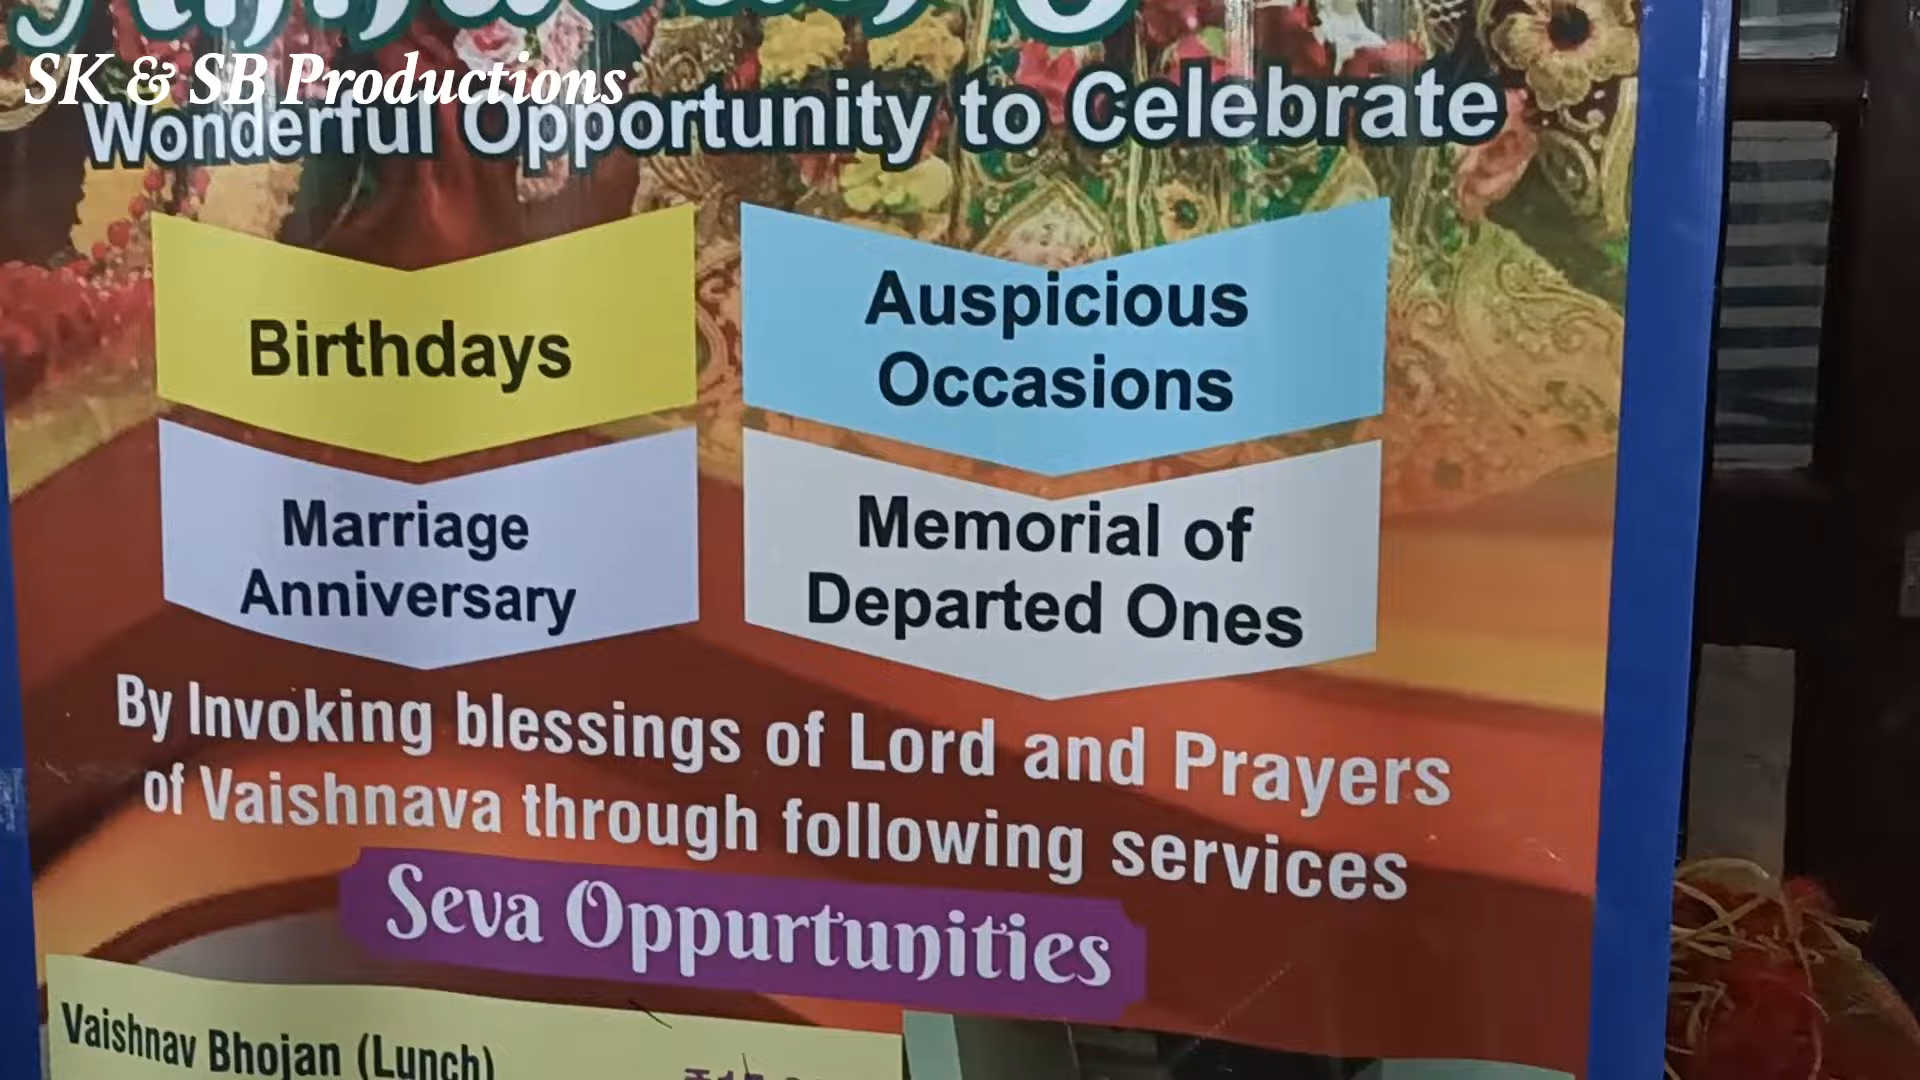 SK & SB Productions
Wonderful Opportunity to Celebrate
Birthdays
Auspicious
Occasions
Marriage
Anniversary
Memorial of
Departed Ones
By Invoking blessings of Lord and Prayers
of Vaishnava through following services
Seva Oppurtunities
Vaishnav Bhojan (Lunch)